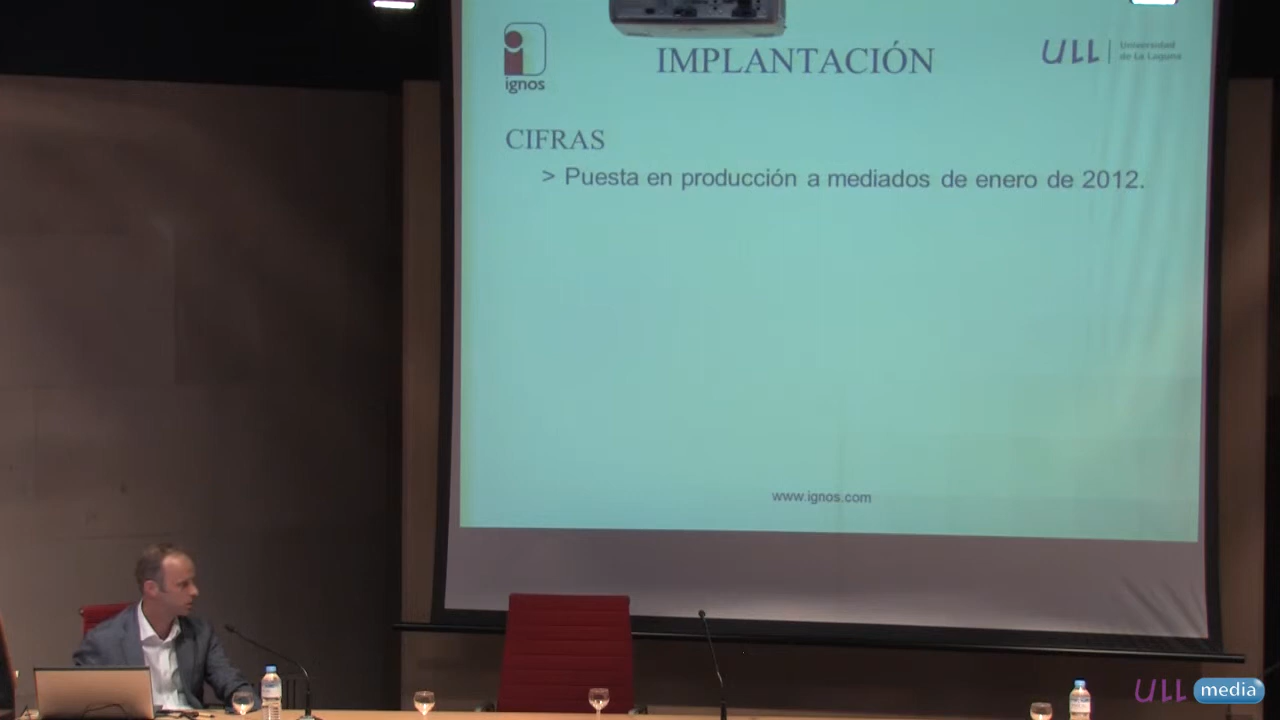 ignos
IMPLANTACIÓN
ULL
Universidad
de La Laguna
CIFRAS
> Puesta en producción a mediados de enero de 2012.
www.ignos.com
ULL media